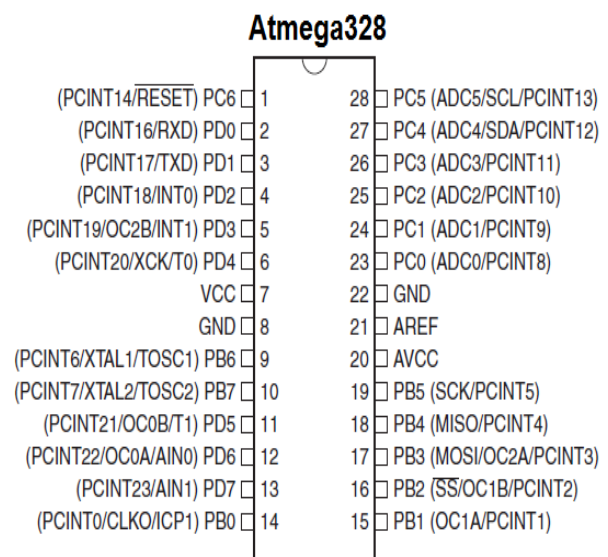 Atmega328
(PCINT14/RESET) PC6 1 28 PC5 (ADC5/SCL/PCINT13)
(PCINT16/RXD) PD0 2 27 PC4 (ADC4/SDA/PCINT12)
(PCINT17/TXD) PD1 3 26 PC3 (ADC3/PCINT11)
(PCINT18/INT0) PD2 4 25 PC2 (ADC2/PCINT10)
(PCINT19/OC2B/INT1) PD3 5 24 PC1 (ADC1/PCINT9)
(PCINT20/XCK/T0) PD4 6 23 PC0 (ADC0/PCINT8)
VCC 7 22 GND
GND 8 21 AREF
(PCINT6/XTAL1/TOSC1) PB6 9 20 AVCC
(PCINT7/XTAL2/TOSC2) PB7 10 19 PB5 (SCK/PCINT5)
(PCINT21/OC0B/T1) PD5 11 18 PB4 (MISO/PCINT4)
(PCINT22/OC0A/AIN0) PD6 12 17 PB3 (MOSI/OC2A/PCINT3)
(PCINT23/AIN1) PD7 13 16 PB2 (SS/OC1B/PCINT2)
(PCINT0/CLKO/ICP1) PB0 14 15 PB1 (OC1A/PCINT1)